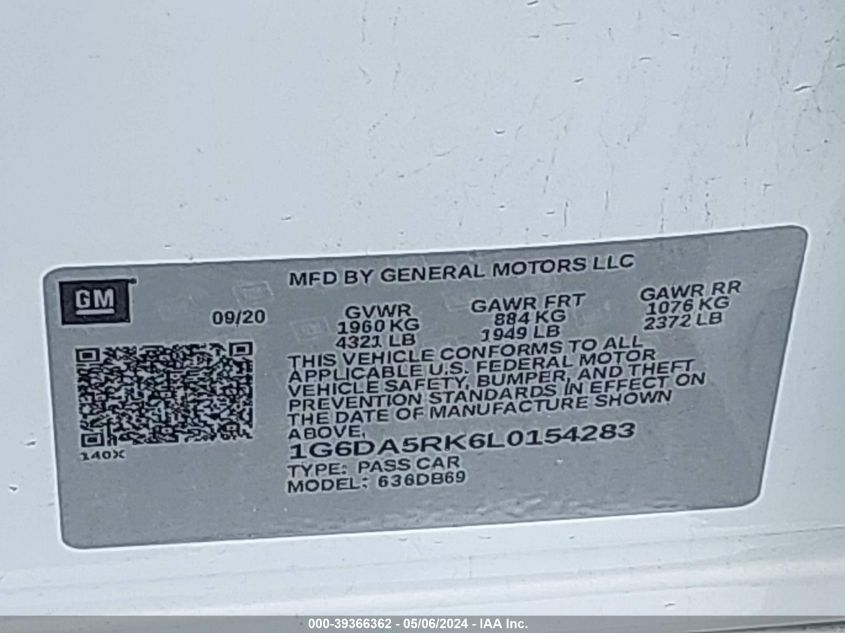 MFD BY GENERAL MOTORS LLC
GM
09/20
GVWR
1960 KG
4321 LB
GAWR FRT
884 KG
1949 LB
GAWR RR
1076 KG
2372 LB
THIS VEHICLE CONFORMS TO ALL
APPLICABLE U.S. FEDERAL MOTOR
VEHICLE SAFETY, BUMPER, AND THEFT
PREVENTION STANDARDS IN EFFECT ON
THE DATE OF MANUFACTURE SHOWN
ABOVE.
1G6DA5RK6L0154283
TYPE: PASS CAR
MODEL: 636DB69
140X
000-39366362 - 05/06/2024 - IAA Inc.